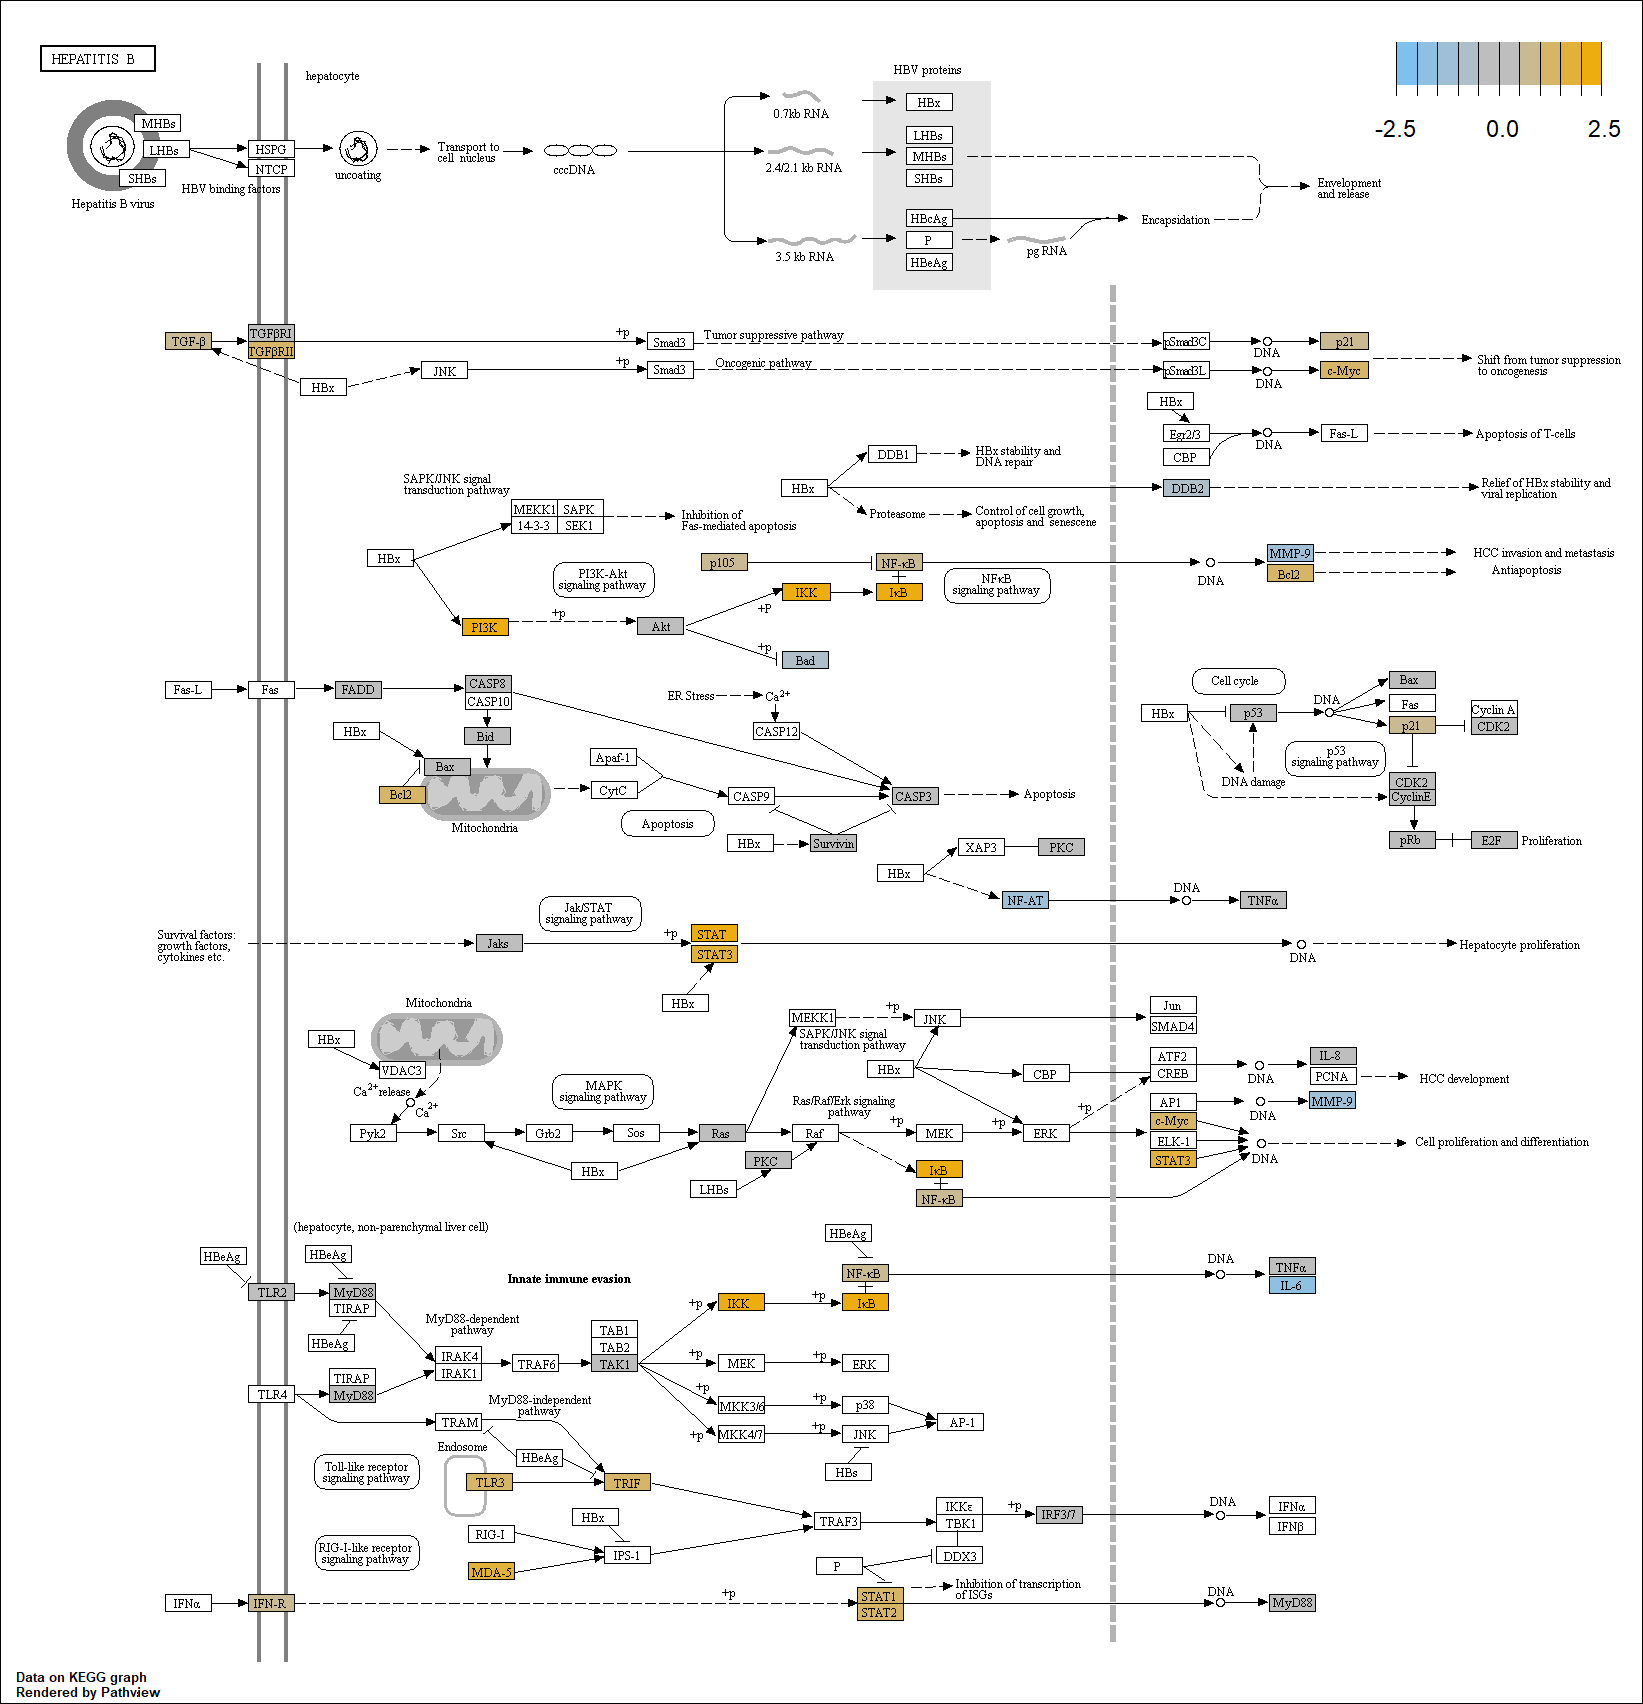 HEPATITIS B
hepatocyte
HBV proteins
-2.5
0.0
2.5
MHBs
LHBs
SHBs
Hepatitis B virus
HSPG
NTCP
HBV binding factors
uncoating
Transport to
cell nucleus
cccDNA
0.7kb RNA
2.4/2.1 kb RNA
3.5 kb RNA
HBx
LHBs
MHBs
SHBs
HBcAg
P
HBeAg
pg RNA
Encapsidation
Envelopment
and release
TGF-β
TGFβRI
TGFβRII
HBx
JNK
+p
+p
Smad3
Smad3
Tumor suppressive pathway
Oncogenic pathway
pSmad3C
pSmad3L
DNA
DNA
p21
c-Myc
Shift from tumor suppression
to oncogenesis
HBx
Egr2/3
CBP
DNA
Fas-L
Apoptosis of T-cells
HBx
DDB1
HBx stability and
DNA repair
DDB2
Relief of HBx stability and
viral replication
Proteasome
Control of cell growth,
apoptosis and senescene
SAPK/JNK signal
transduction pathway
MEKK1
SAPK
14-3-3
SEK1
Inhibition of
Fas-mediated apoptosis
HBx
PI3K-Akt
signaling pathway
p105
NF-κB
NFκB
signaling pathway
DNA
MMP-9
Bcl2
HCC invasion and metastasis
Antiapoptosis
IKK
IκB
+P
PI3K
+p
Akt
+p
Bad
Fas-L
Fas
FADD
CASP8
CASP10
Bid
HBx
Bax
Bcl2
Mitochondria
ER Stress
Ca2+
CASP12
Apaf-1
CytC
CASP9
CASP3
Apoptosis
Apoptosis
HBx
Survivin
Cell cycle
HBx
p53
DNA
Bax
Fas
p21
Cyclin A
CDK2
p53
signaling pathway
DNA damage
CDK2
CyclinE
pRb
E2F
Proliferation
HBx
XAP3
PKC
NF-AT
DNA
TNFα
Survival factors:
growth factors,
cytokines etc.
Jaks
Jak/STAT
signaling pathway
+p
STAT
STAT3
HBx
DNA
Hepatocyte proliferation
Mitochondria
HBx
VDAC3
Ca2+ release
Ca2+
Pyk2
Src
Grb2
Sos
Ras
Raf
MEK
ERK
+p
+p
+p
MAPK
signaling pathway
HBx
LHBs
PKC
MEKK1
+p
JNK
SAPK/JNK signal
transduction pathway
HBx
CBP
Ras/Raf/Erk signaling
pathway
IκB
NF-κB
Jun
SMAD4
ATF2
CREB
AP1
c-Myc
ELK-1
STAT3
DNA
DNA
DNA
IL-8
PCNA
MMP-9
HCC development
Cell proliferation and differentiation
(hepatocyte, non-parenchymal liver cell)
HBeAg
HBeAg
TLR2
MyD88
TIRAP
HBeAg
Innate immune evasion
MyD88-dependent
pathway
HBeAg
NF-κB
IκB
IKK
+p
+p
DNA
TNFα
IL-6
TIRAP
MyD88
TLR4
IRAK4
IRAK1
TRAF6
TAB1
TAB2
TAK1
+p
MEK
+p
ERK
+p
MKK3/6
+p
p38
+p
MKK4/7
+p
JNK
AP-1
HBs
MyD88-independent
pathway
TRAM
HBeAg
Endosome
TLR3
TRIF
Toll-like receptor
signaling pathway
RIG-I-like receptor
signaling pathway
RIG-I
MDA-5
HBx
IPS-1
TRAF3
IKKε
TBK1
DDX3
+p
IRF3/7
DNA
IFNα
IFNβ
P
IFNα
IFN-R
+p
STAT1
STAT2
Inhibition of transcription
of ISGs
DNA
MyD88
Data on KEGG graph
Rendered by Pathview